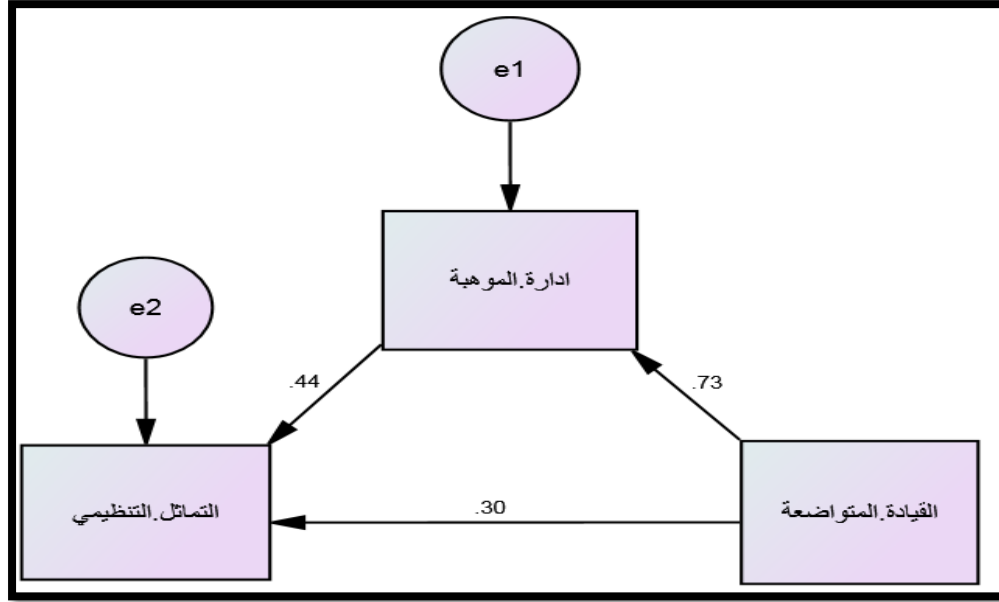 e1
ادارة.الموهبة
e2
.44
.73
التماثل.التنظيمي
.30
القيادة.المتواضعة